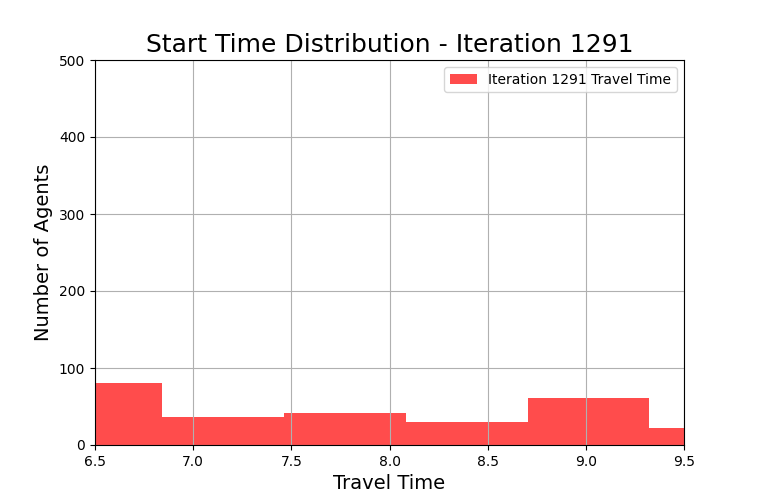 Start Time Distribution - Iteration 1291
Iteration 1291 Travel Time
Number of Agents
500
400
300
200
100
0
6.5 7.0 7.5 8.0 8.5 9.0 9.5
Travel Time